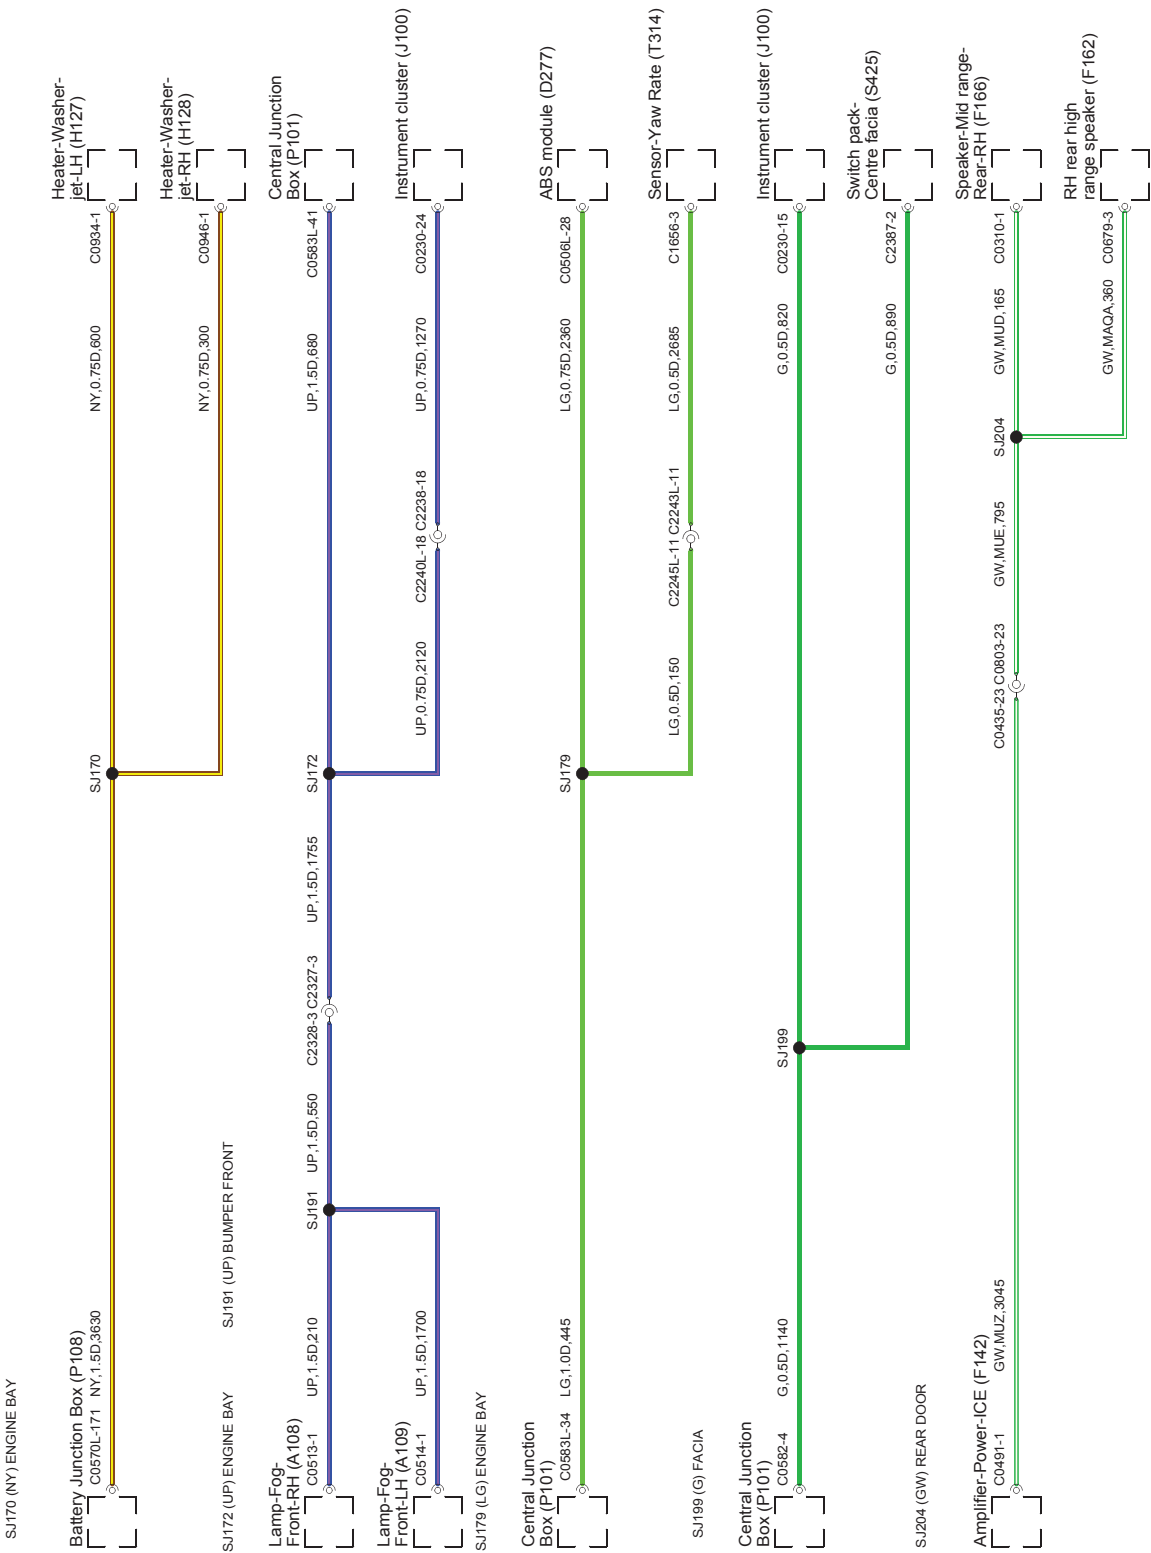 SJ170 (NY) ENGINE BAY
Battery Junction Box (P108)
C0570L-171
NY,1.5D,3630
SJ170
NY,0.75D,600
C0934-1
Heater-Washer-
jet-LH (H127)
NY,0.75D,300
C0946-1
Heater-Washer-
jet-RH (H128)
SJ172 (UP) ENGINE BAY
SJ191 (UP) BUMPER FRONT
Lamp-Fog-
Front-RH (A108)
C0513-1
UP,1.5D,210
SJ191
UP,1.5D,550
C2328-3
C2327-3
UP,1.5D,1755
SJ172
UP,1.5D,680
C0583L-41
Central Junction
Box (P101)
Lamp-Fog-
Front-LH (A109)
C0514-1
UP,1.5D,1700
UP,0.75D,2120
C2240L-18
C2238-18
UP,0.75D,1270
C0230-24
Instrument cluster (J100)
SJ179 (LG) ENGINE BAY
Central Junction
Box (P101)
C0583L-34
LG,1.0D,445
SJ179
LG,0.75D,2360
C0506L-28
ABS module (D277)
LG,0.5D,150
C2245L-11
C2243L-11
LG,0.5D,2685
C1656-3
Sensor-Yaw Rate (T314)
SJ199 (G) FACIA
Central Junction
Box (P101)
C0582-4
G,0.5D,1140
SJ199
G,0.5D,820
C0230-15
Instrument cluster (J100)
G,0.5D,890
C2387-2
Switch pack-
Centre facia (S425)
SJ204 (GW) REAR DOOR
Amplifier-Power-ICE (F142)
C0491-1
GW,MUZ,3045
C0435-23
C0803-23
GW,MUE,795
SJ204
GW,MUD,165
C0310-1
Speaker-Mid range-
Rear-RH (F166)
GW,MAQA,360
C0679-3
RH rear high
range speaker (F162)